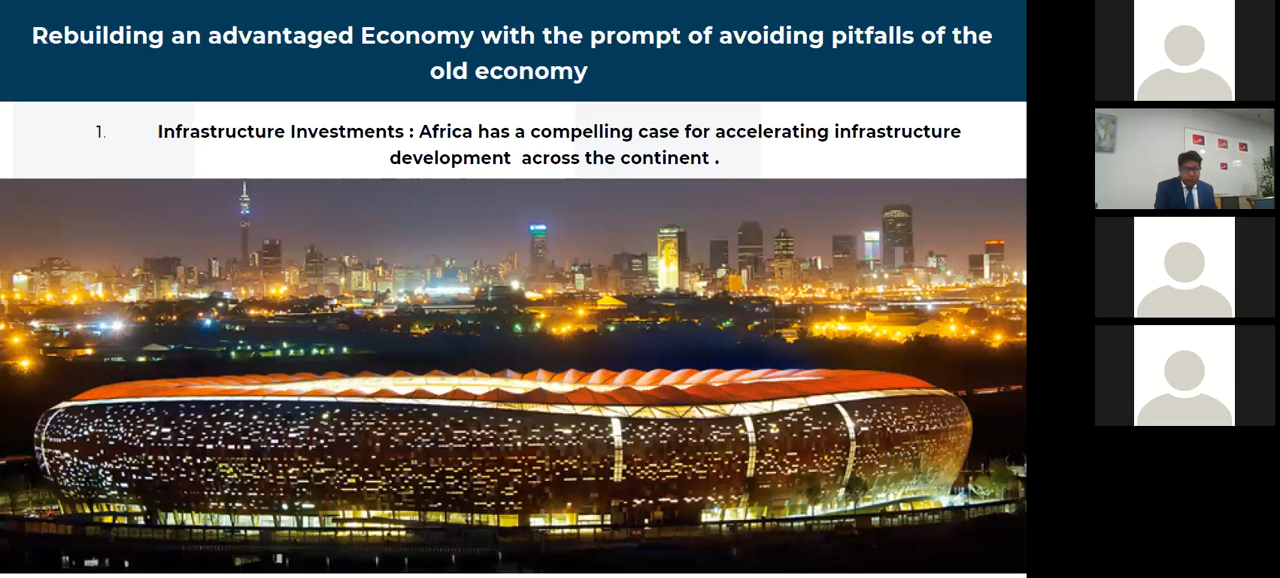 Rebuilding an advantaged Economy with the prompt of avoiding pitfalls of the
old economy
1. Infrastructure Investments : Africa has a compelling case for accelerating infrastructure
development across the continent .